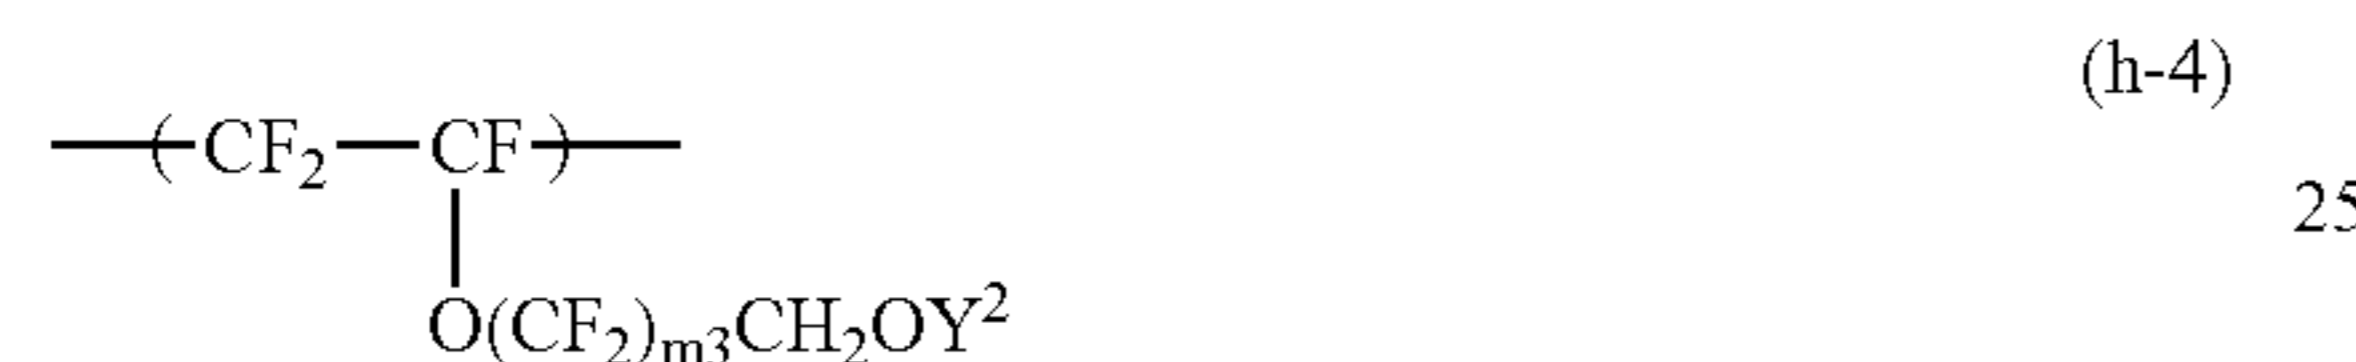 (h-4)
—(CF₂—CF)—
25
O(CF₂)ₘ₃CH₂OY²